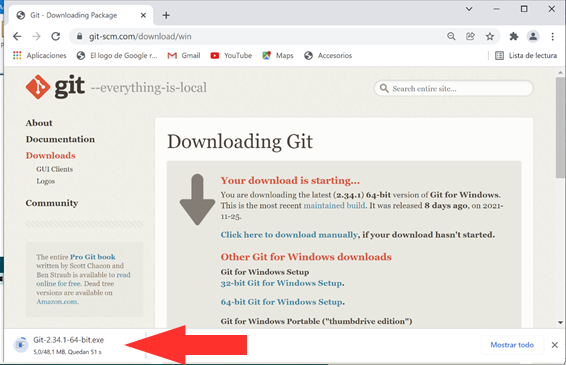 Git - Downloading Package
git-scm.com/download/win
Aplicaciones
El logo de Google r...
Gmail
YouTube
Maps
Accesorios
Lista de lectura
git --everything-is-local
Search entire site...
About
Documentation
Downloads
GUI Clients
Logos
Community
The entire Pro Git book
written by Scott Chacon and
Ben Straub is available to read
online for free. Dead tree
versions are available on
Amazon.com.
Downloading Git
Your download is starting...
You are downloading the latest (2.34.1) 64-bit version of Git for Windows.
This is the most recent maintained build. It was released 8 days ago, on 2021-
11-25.
Click here to download manually, if your download hasn't started.
Other Git for Windows downloads
Git for Windows Setup
32-bit Git for Windows Setup.
64-bit Git for Windows Setup.
Git for Windows Portable ("thumbdrive edition")
Git-2.34.1-64-bit.exe
5,0/48,1 MB, Quedan 51 s
Mostrar todo